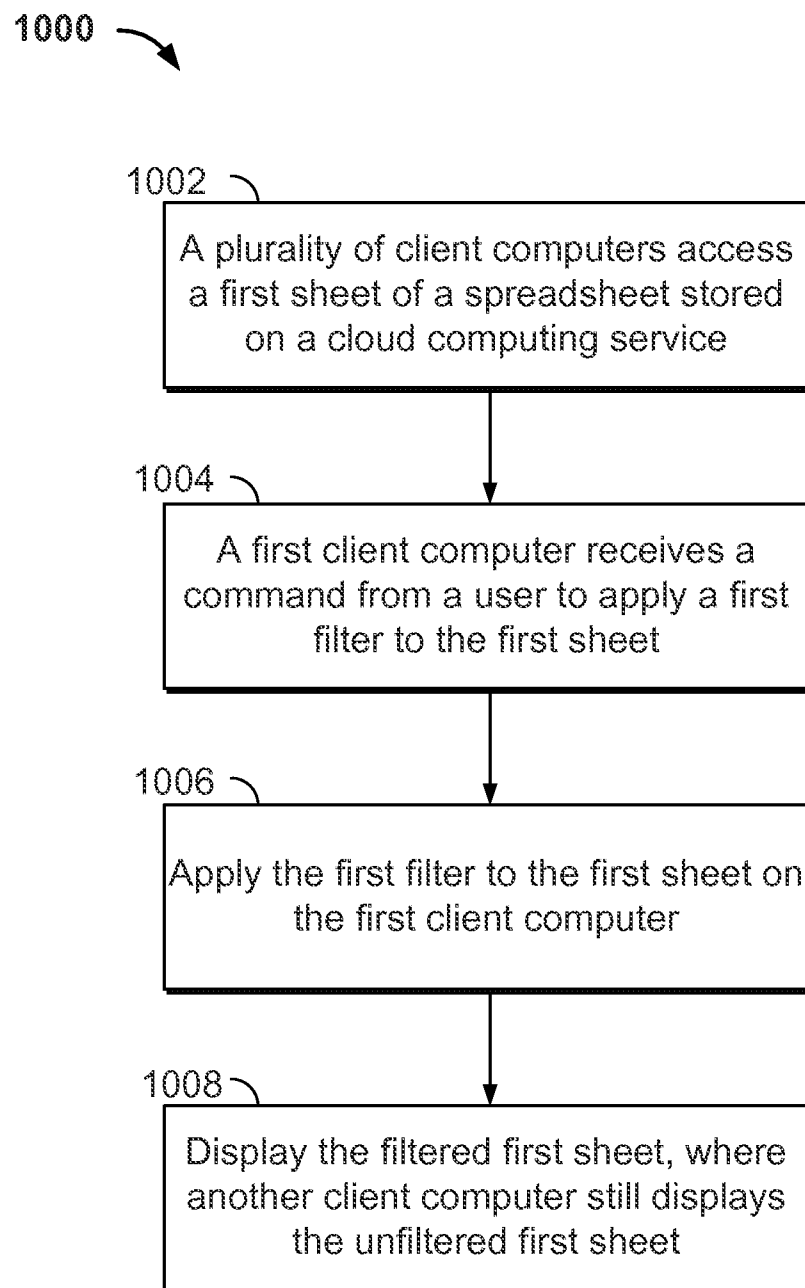 1000
1002
A plurality of client computers access
a first sheet of a spreadsheet stored
on a cloud computing service
1004
A first client computer receives a
command from a user to apply a first
filter to the first sheet
1006
Apply the first filter to the first sheet on
the first client computer
1008
Display the filtered first sheet, where
another client computer still displays
the unfiltered first sheet